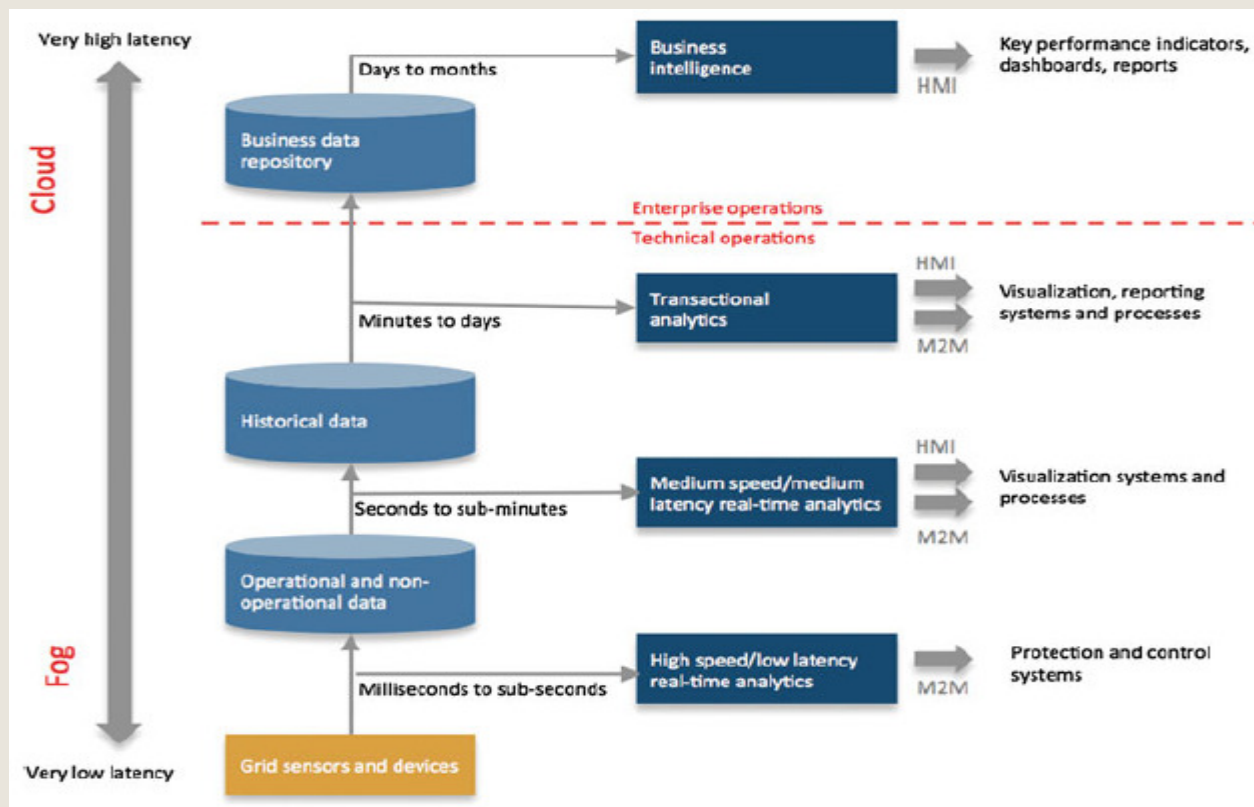 Very high latency
Cloud
Fog
Very low latency
Days to months
Business data
repository
Business
intelligence
HMI
Key performance indicators,
dashboards, reports
Enterprise operations
Technical operations
Minutes to days
Transactional
analytics
HMI
M2M
Visualization, reporting
systems and processes
Historical data
Seconds to sub-minutes
Medium speed/medium
latency real-time analytics
HMI
M2M
Visualization systems and
processes
Operational and non-
operational data
Milliseconds to sub-seconds
High speed/low latency
real-time analytics
M2M
Protection and control
systems
Grid sensors and devices